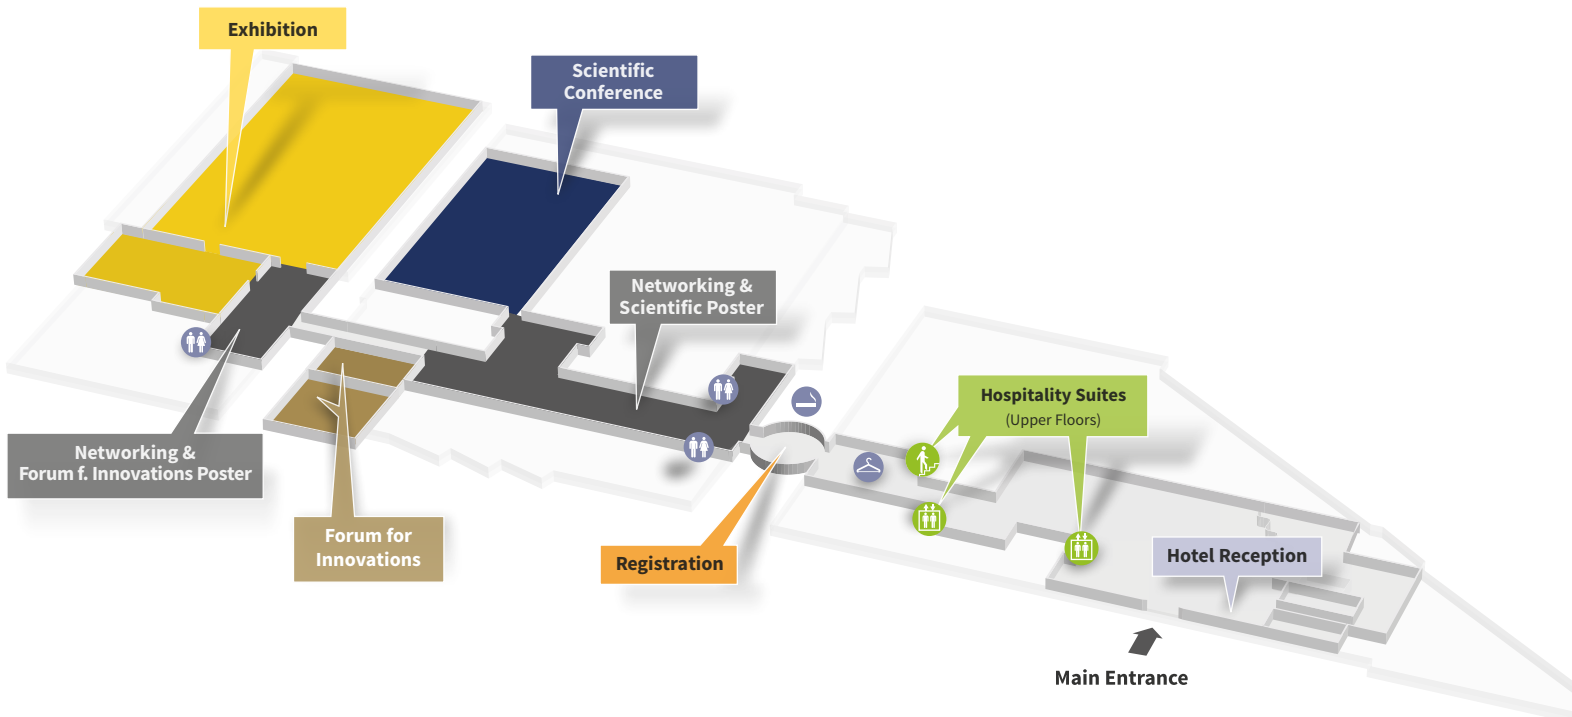 Exhibition
Scientific
Conference
Networking &
Scientific Poster
Hospitality Suites
(Upper Floors)
Networking &
Forum f. Innovations Poster
Forum for
Innovations
Registration
Hotel Reception
Main Entrance